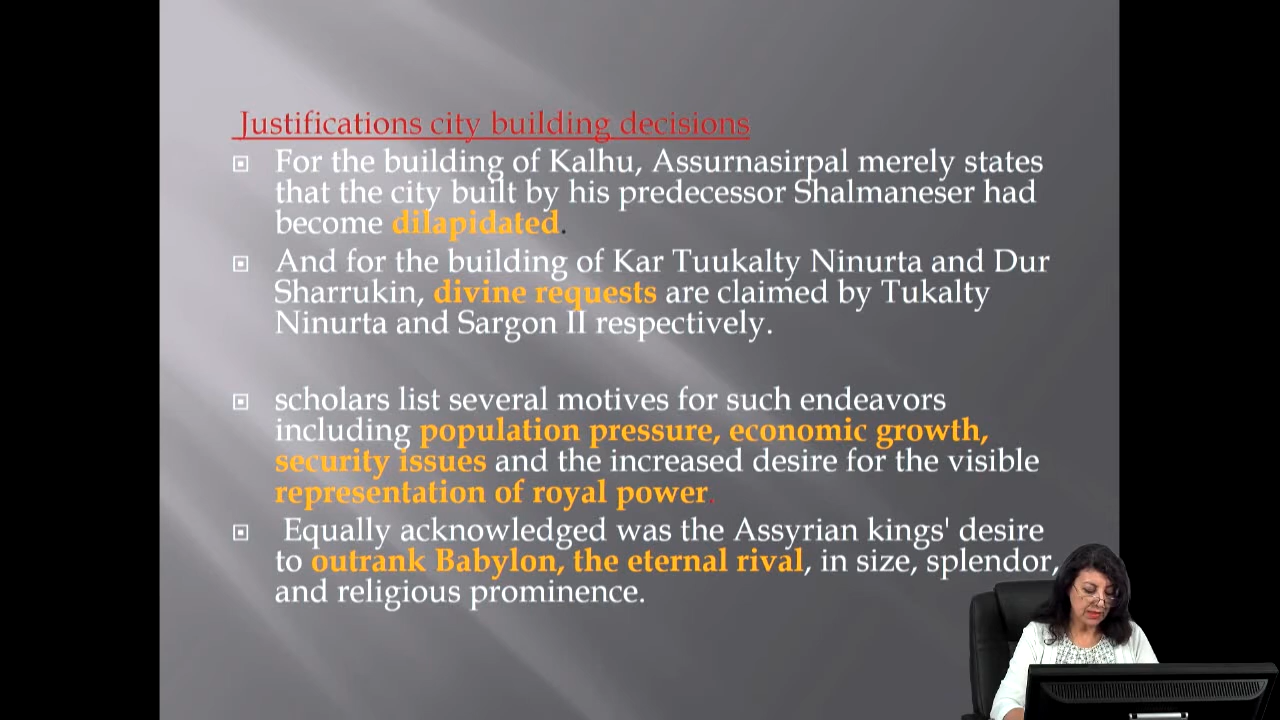 Justifications city building decisions
For the building of Kalhu, Assurnasirpal merely states
that the city built by his predecessor Shalmaneser had
become dilapidated.
And for the building of Kar Tuukalty Ninurta and Dur
Sharrukin, divine requests are claimed by Tukalty
Ninurta and Sargon II respectively.
scholars list several motives for such endeavors
including population pressure, economic growth,
security issues and the increased desire for the visible
representation of royal power.
Equally acknowledged was the Assyrian kings' desire
to outrank Babylon, the eternal rival, in size, splendor,
and religious prominence.